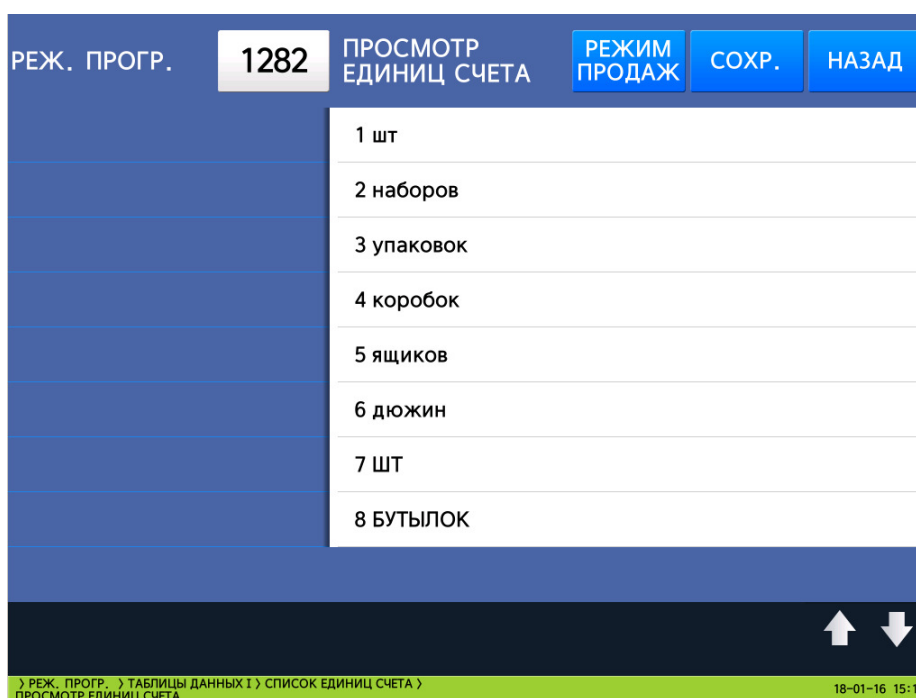 РЕЖ. ПРОГР.
1282
ПРОСМОТР
ЕДИНИЦ СЧЕТА
РЕЖИМ
ПРОДАЖ
СОХР.
НАЗАД
1 шт
2 наборов
3 упаковок
4 коробок
5 ящиков
6 дюжин
7 ШТ
8 БУТЫЛОК
> РЕЖ. ПРОГР. > ТАБЛИЦЫ ДАННЫХ I > СПИСОК ЕДИНИЦ СЧЕТА >
ПРОСМОТР ЕДИНИЦ СЧЕТА
18-01-16